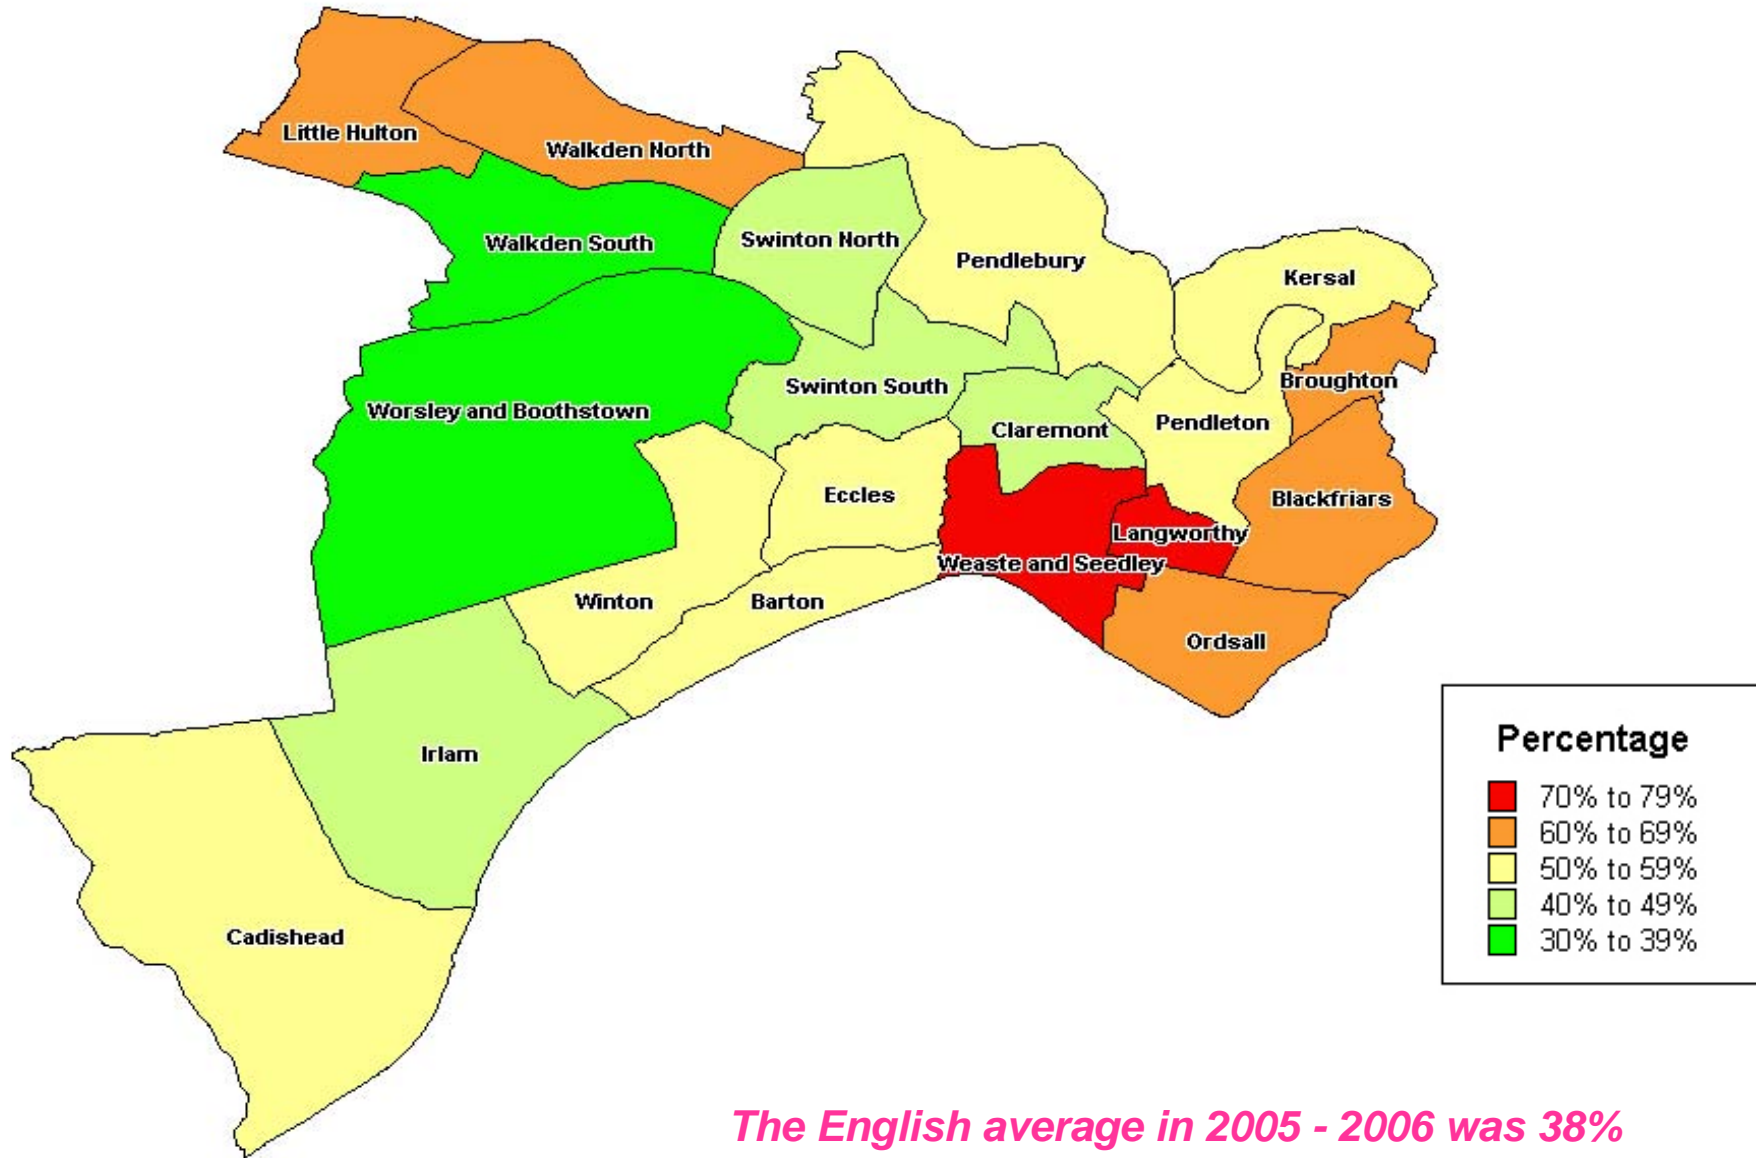 Little Hulton
Walkden North
Walkden South
Swinton North
Pendlebury
Kersal
Swinton South
Broughton
Worsley and Boothstown
Claremont
Pendleton
Eccles
Blackfriars
Langworthy
Weaste and Seedley
Winton
Barton
Ordsall
Irlam
Cadishead
Percentage
70% to 79%
60% to 69%
50% to 59%
40% to 49%
30% to 39%
The English average in 2005 - 2006 was 38%